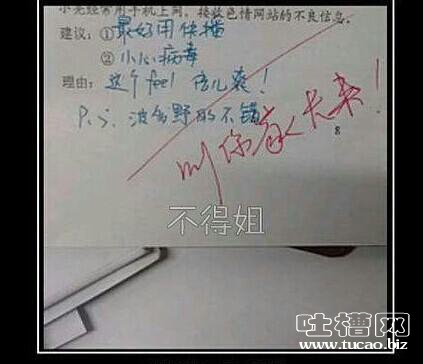 小亮经常用手机上网，接收色情网站的不良信息。
建议：①最好用快播
②小心病毒
理由：这个feel 倍儿爽！
P.S. 波多野的不错
叫你家长来！
8
不得姐
吐槽网
www.tucao.biz